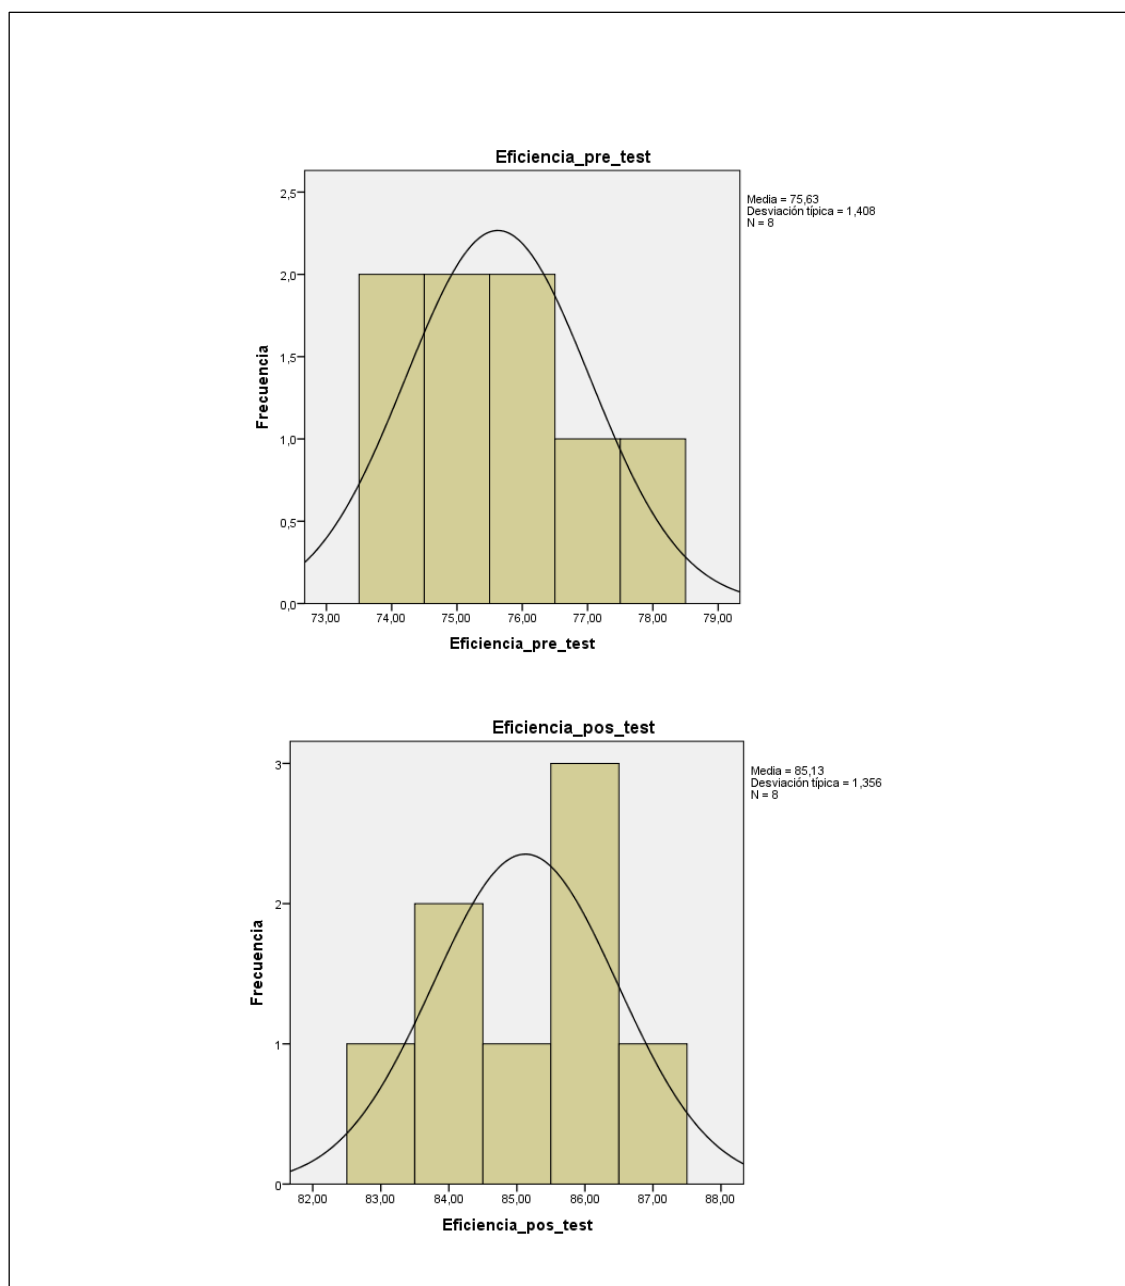 Eficiencia_pre_test
Media = 75,63
Desviación típica = 1,408
N = 8
2,5
2,0
1,5
1,0
0,5
0,0
Frecuencia
73,00 74,00 75,00 76,00 77,00 78,00 79,00
Eficiencia_pre_test
Eficiencia_pos_test
Media = 85,13
Desviación típica = 1,356
N = 8
3
2
1
0
Frecuencia
82,00 83,00 84,00 85,00 86,00 87,00 88,00
Eficiencia_pos_test